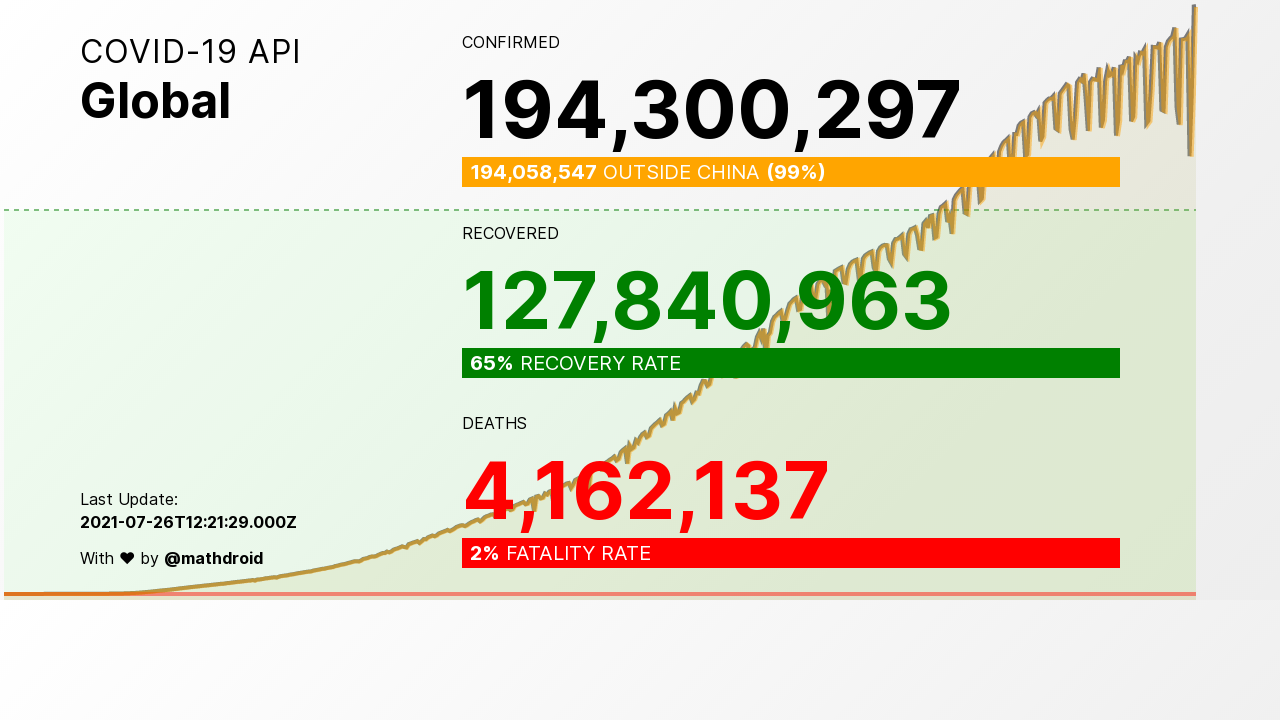 COVID-19 API
Global
CONFIRMED
194,300,297
194,058,547 OUTSIDE CHINA (99%)
RECOVERED
127,840,963
65% RECOVERY RATE
DEATHS
4,162,137
2% FATALITY RATE
Last Update:
2021-07-26T12:21:29.000Z
With ♥ by @mathdroid